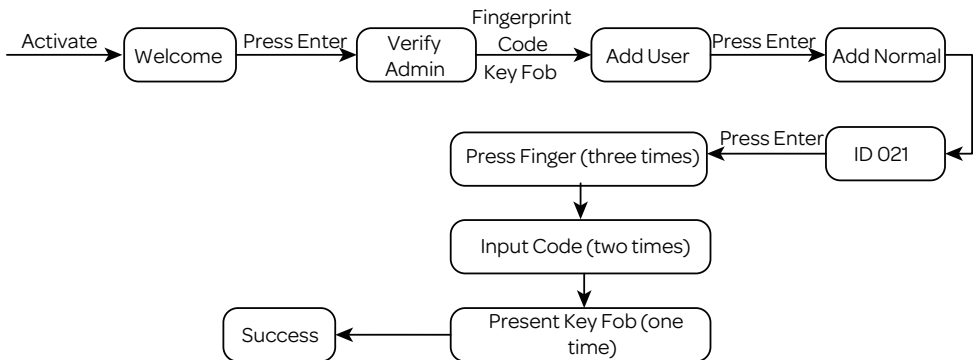 Activate
Welcome
Press Enter
Verify
Admin
Fingerprint
Code
Key Fob
Add User
Press Enter
Add Normal
ID 021
Press Enter
Press Finger (three times)
Input Code (two times)
Present Key Fob (one
time)
Success